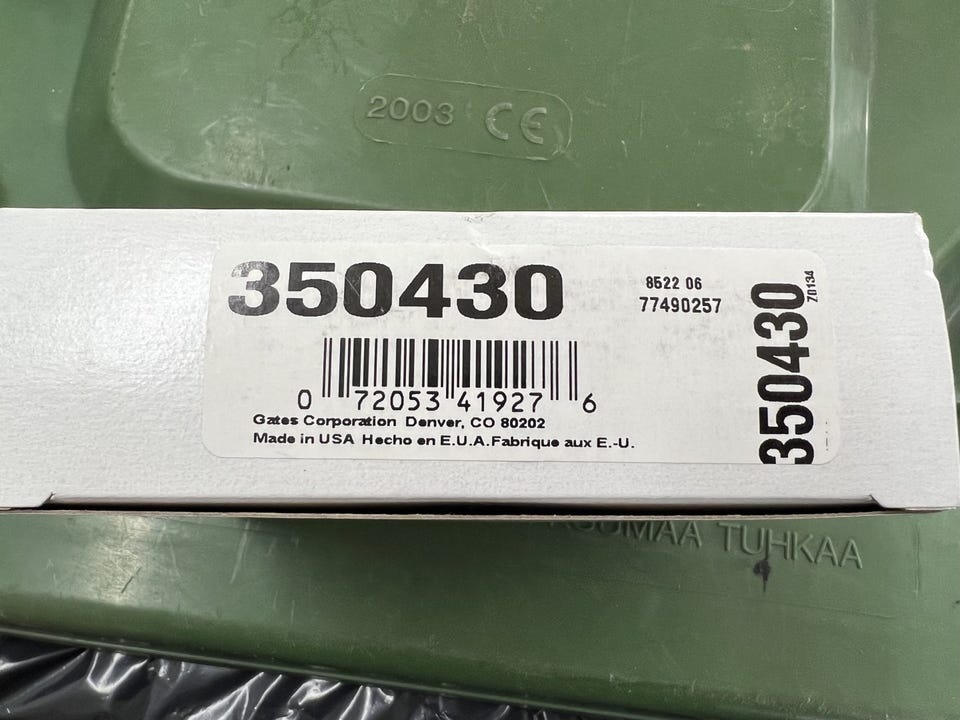 2003 CE
350430
8522 06
77490257
350430
Z0134
0 72053 41927 6
Gates Corporation Denver, CO 80202
Made in USA Hecho en E.U.A. Fabrique aux E.-U.
TUHKAA